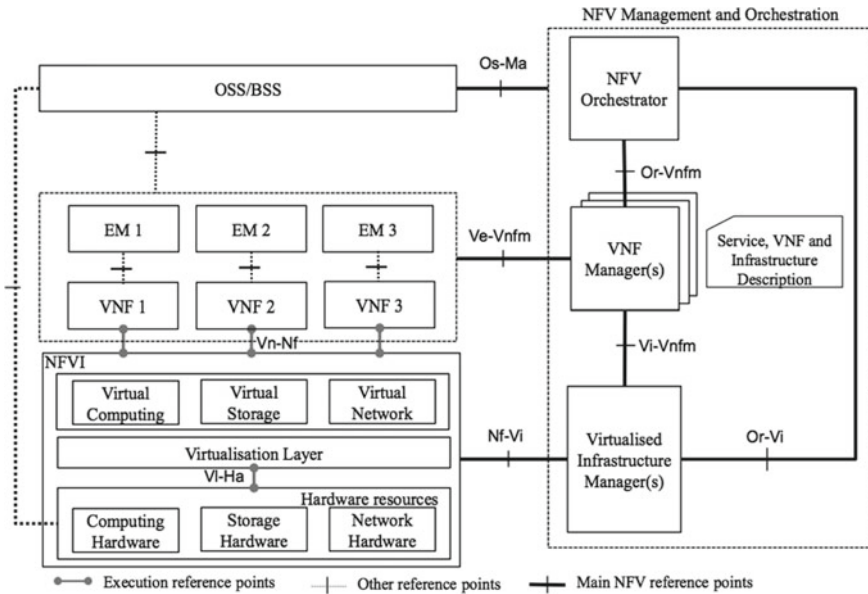 NFV Management and Orchestration
Os-Ma
OSS/BSS
NFV
Orchestrator
Or-Vnfm
EM 1
EM 2
EM 3
Ve-Vnfm
VNF
Manager(s)
Service, VNF and
Infrastructure
Description
VNF 1
VNF 2
VNF 3
Vn-Nf
Vi-Vnfm
NFVI
Virtual
Computing
Virtual
Storage
Virtual
Network
Nf-Vi
Virtualised
Infrastructure
Manager(s)
Or-Vi
Virtualisation Layer
Vl-Ha
Hardware resources
Computing
Hardware
Storage
Hardware
Network
Hardware
Execution reference points
Other reference points
Main NFV reference points